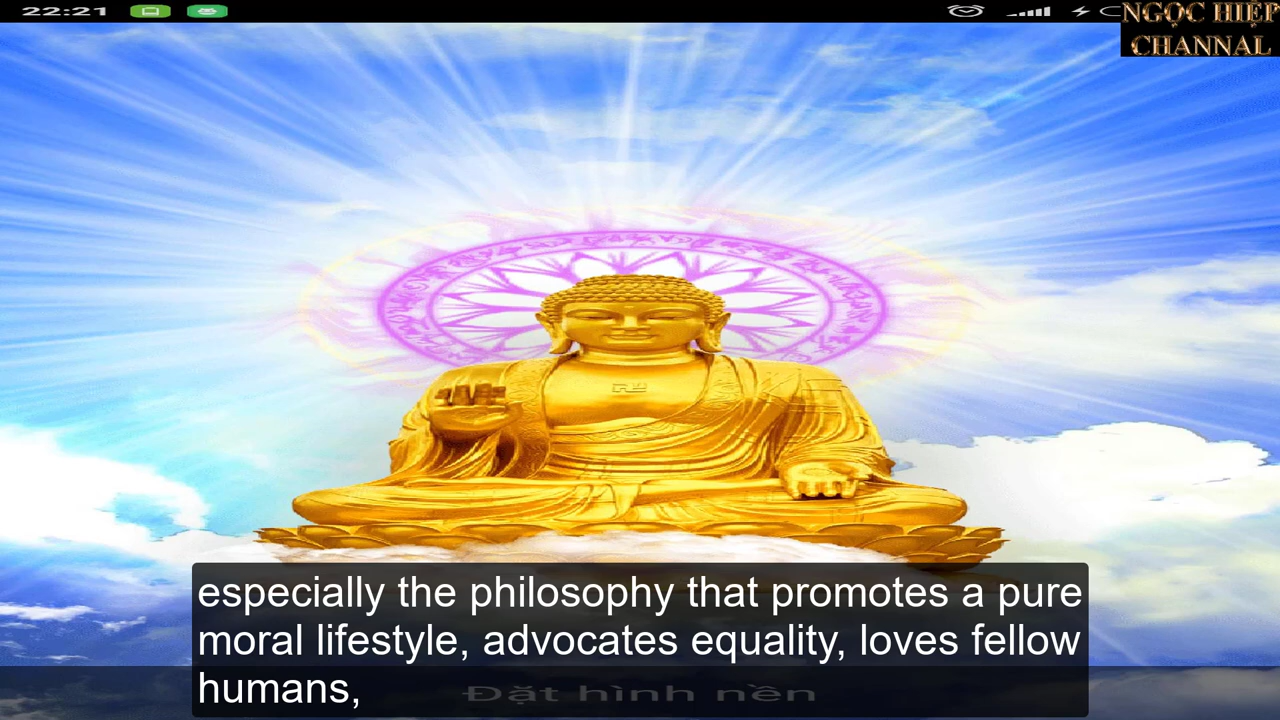 22:21
NGỌC HIỆP
CHANNAL
especially the philosophy that promotes a pure
moral lifestyle, advocates equality, loves fellow
humans,
Đặt hình nền